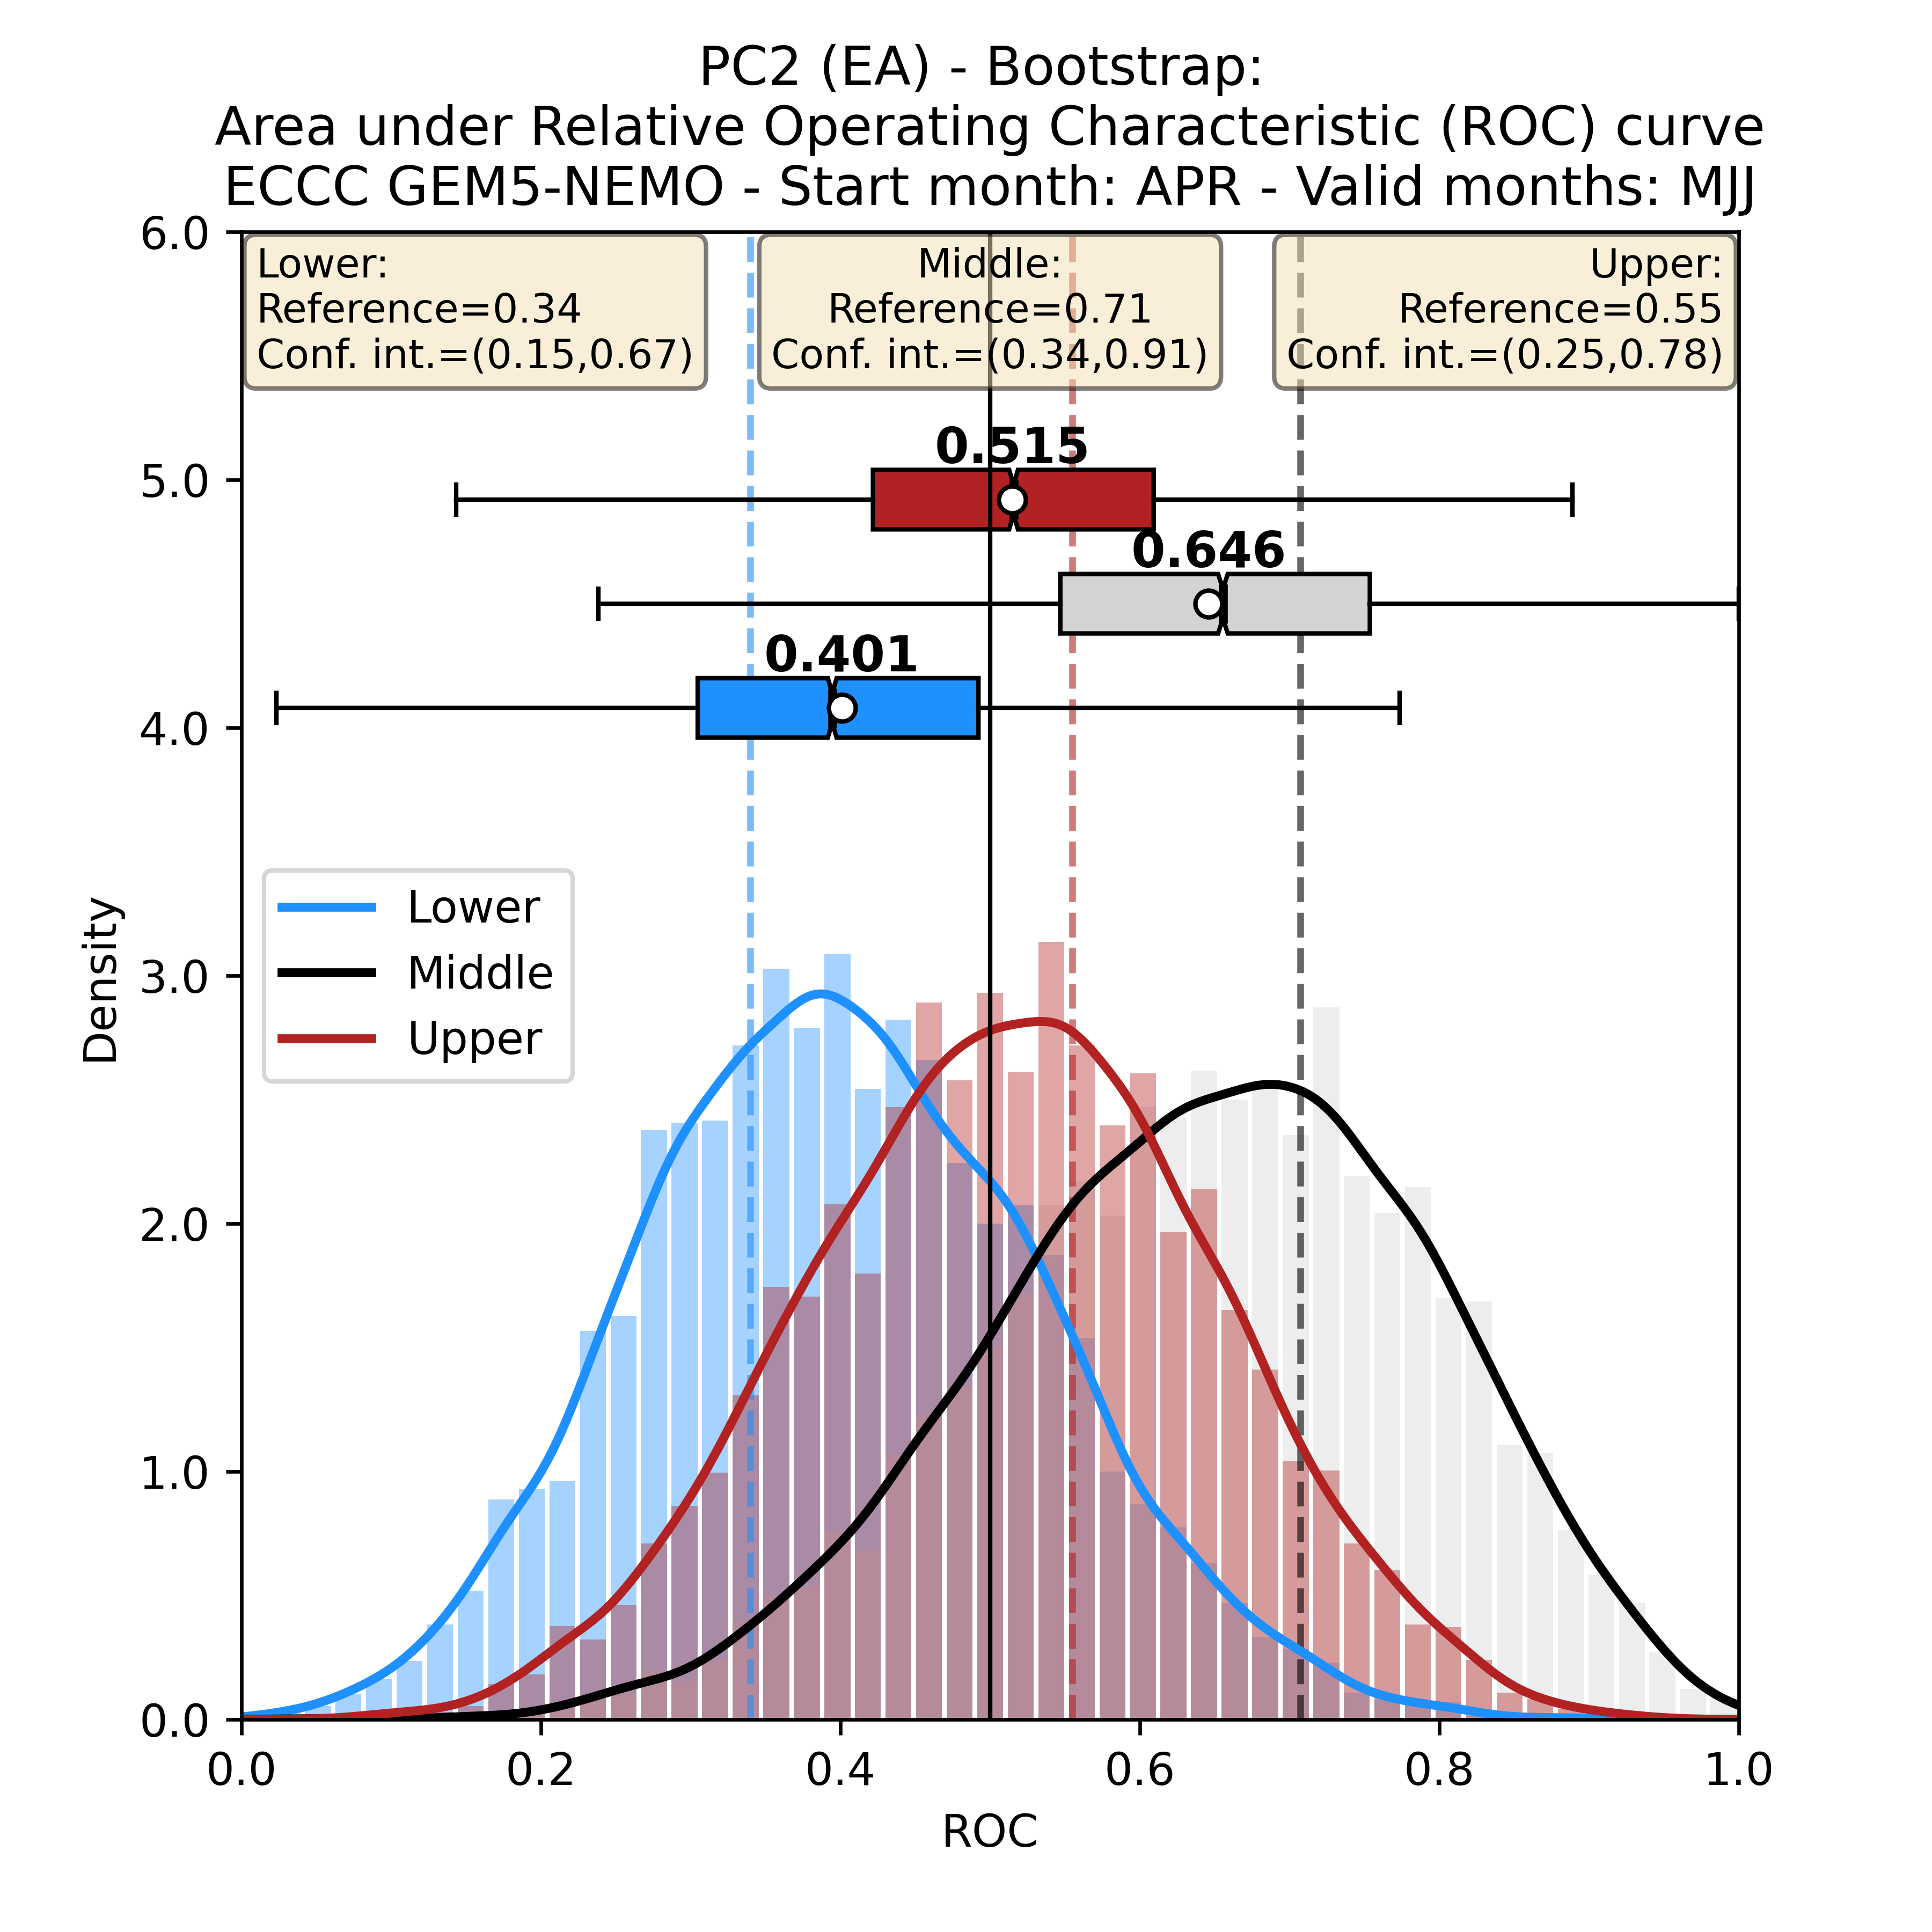 PC2 (EA) - Bootstrap:
Area under Relative Operating Characteristic (ROC) curve
ECCC GEM5-NEMO - Start month: APR - Valid months: MJJ
Lower:
Reference=0.34
Conf. int.=(0.15,0.67)
Middle:
Reference=0.71
Conf. int.=(0.34,0.91)
Upper:
Reference=0.55
Conf. int.=(0.25,0.78)
0.515
0.646
0.401
Lower
Middle
Upper
Density
6.0
5.0
4.0
3.0
2.0
1.0
0.0
0.0
0.2
0.4
0.6
0.8
1.0
ROC